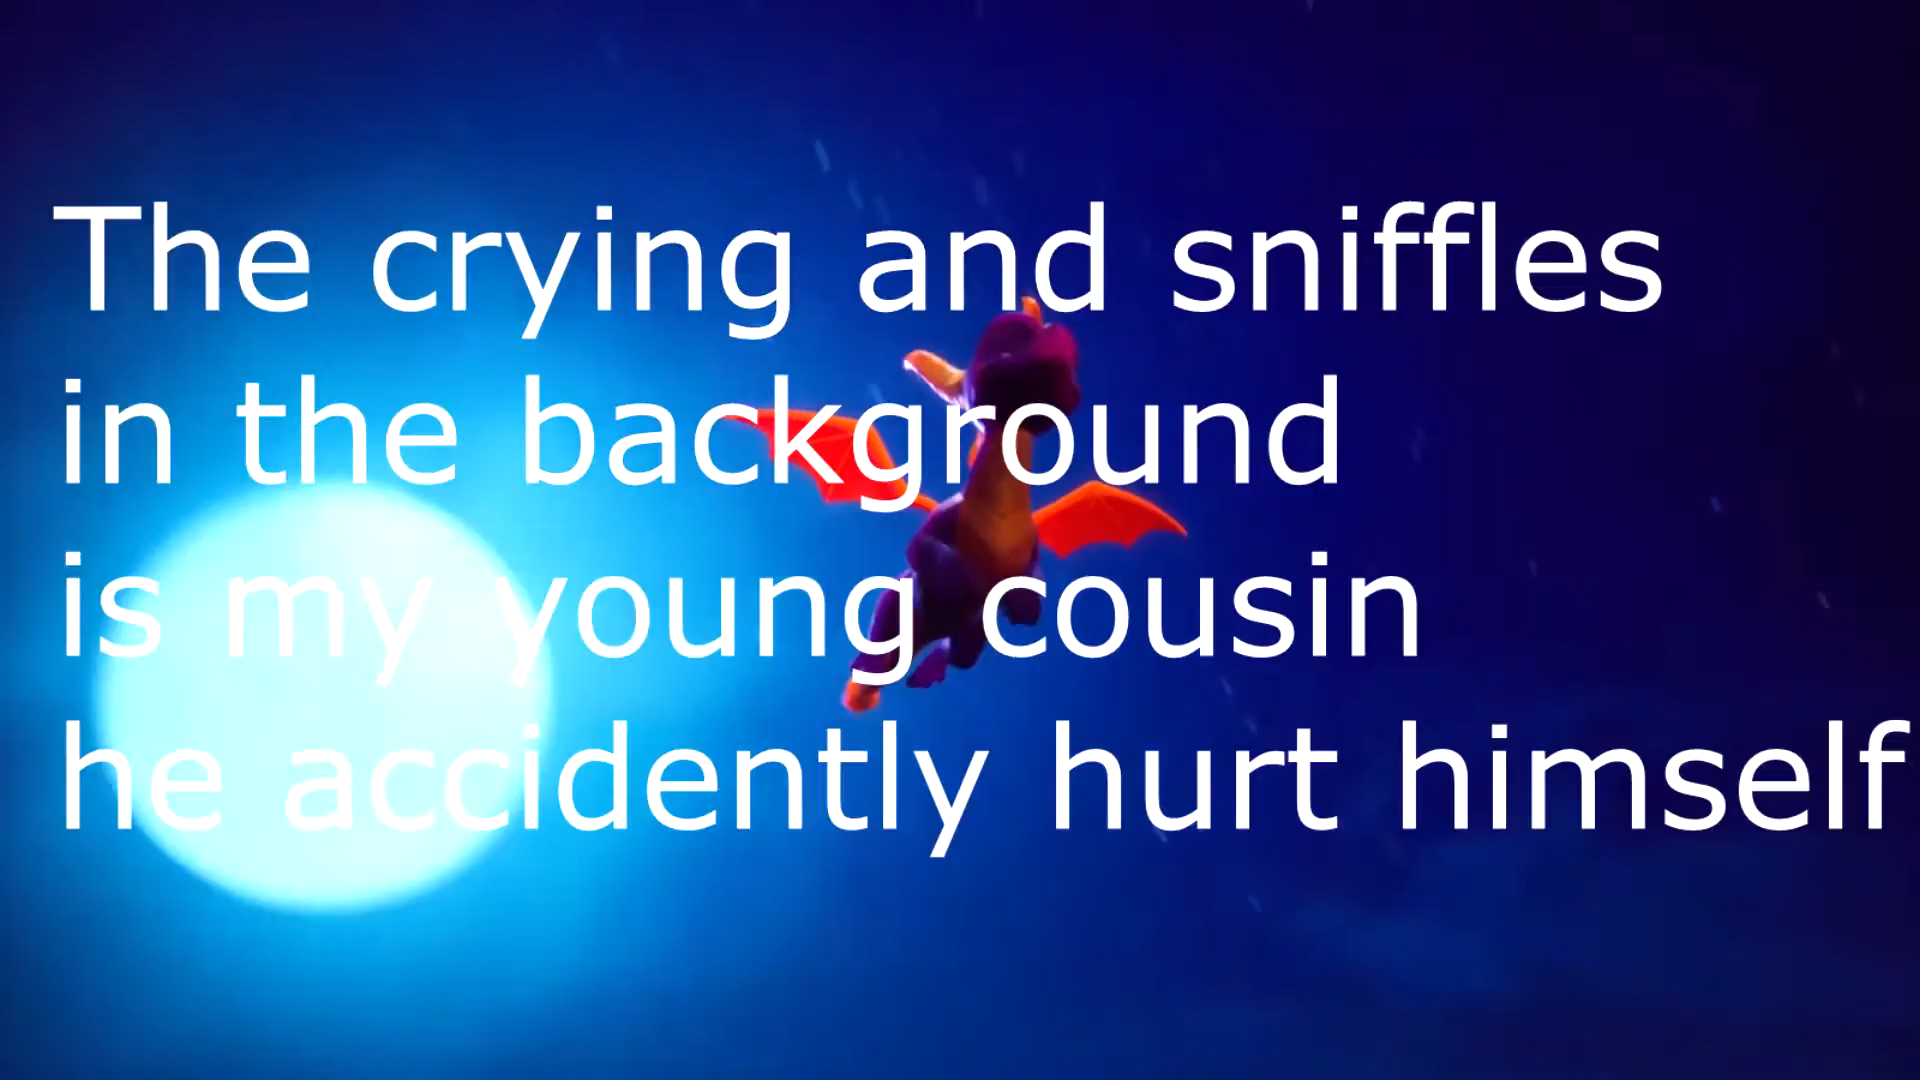 The crying and sniffles
in the background
is my young cousin
he accidently hurt himself